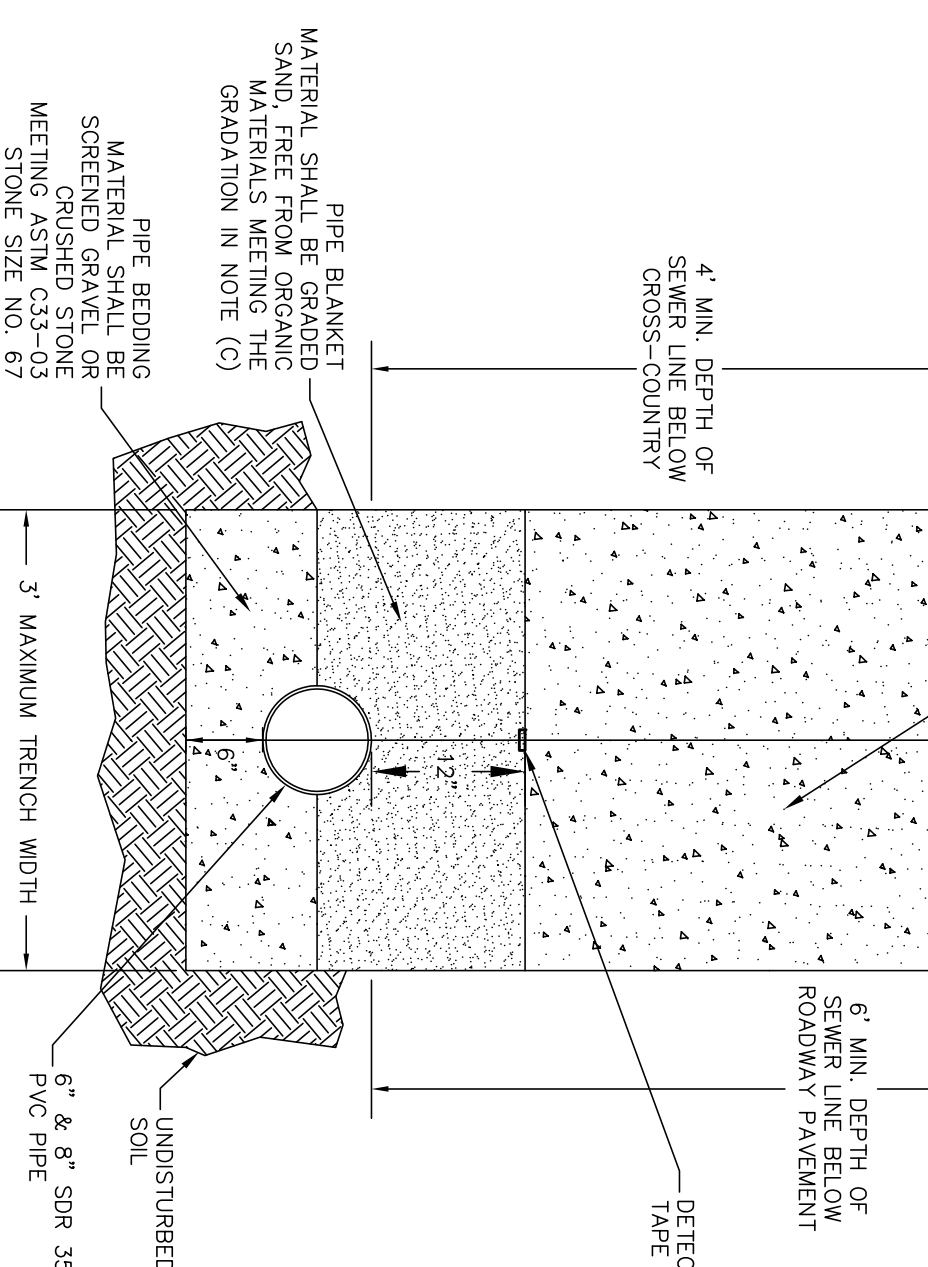 4' MIN. DEPTH OF
SEWER LINE BELOW
CROSS-COUNTRY
PIPE BLANKET
MATERIAL SHALL BE GRADED
SAND, FREE FROM ORGANIC
MATERIALS MEETING THE
GRADATION IN NOTE (C)
PIPE BEDDING
MATERIAL SHALL BE
SCREENED GRAVEL OR
CRUSHED STONE
MEETING ASTM C33-03
STONE SIZE NO. 67
12"
6"
3' MAXIMUM TRENCH WIDTH
6' MIN. DEPTH OF
SEWER LINE BELOW
ROADWAY PAVEMENT
DETEC
TAPE
UNDISTURBED
SOIL
6" & 8" SDR 35
PVC PIPE